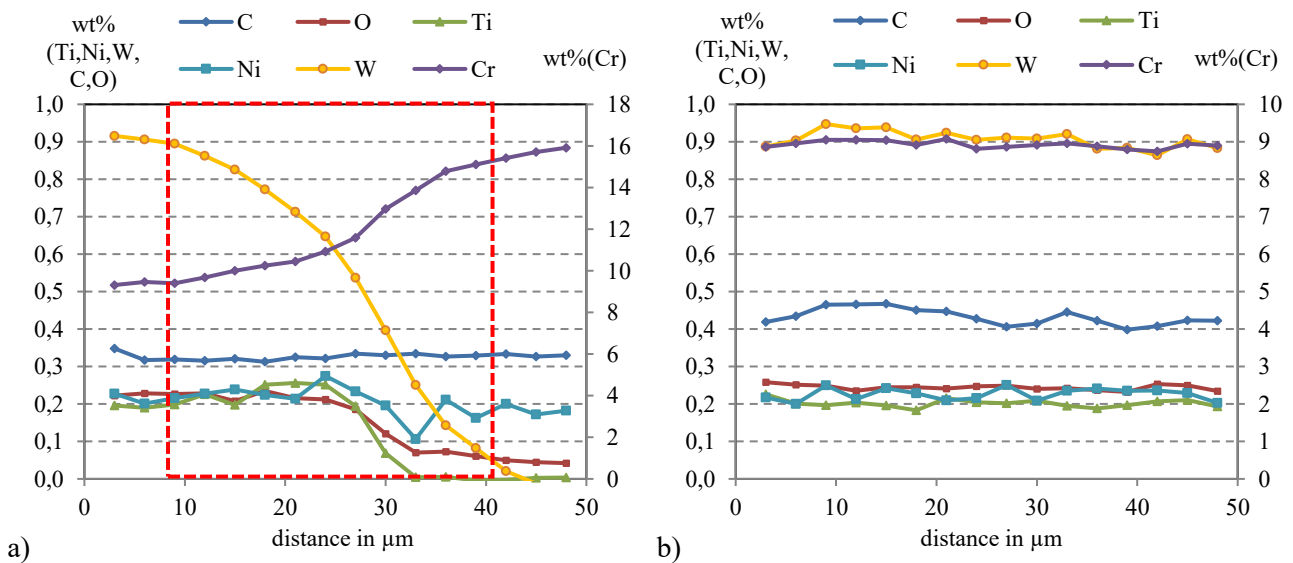 wt%
(Ti,Ni,W,
C,O)
C
O
Ti
Ni
W
Cr
wt%(Cr)
1,0
0,9
0,8
0,7
0,6
0,5
0,4
0,3
0,2
0,1
0,0
18
16
14
12
10
8
6
4
2
0
0
10
20
30
40
50
distance in µm
a)
wt%
(Ti,Ni,W,
C,O)
C
O
Ti
Ni
W
Cr
wt%(Cr)
1,0
0,9
0,8
0,7
0,6
0,5
0,4
0,3
0,2
0,1
0,0
10
9
8
7
6
5
4
3
2
1
0
0
10
20
30
40
50
distance in µm
b)